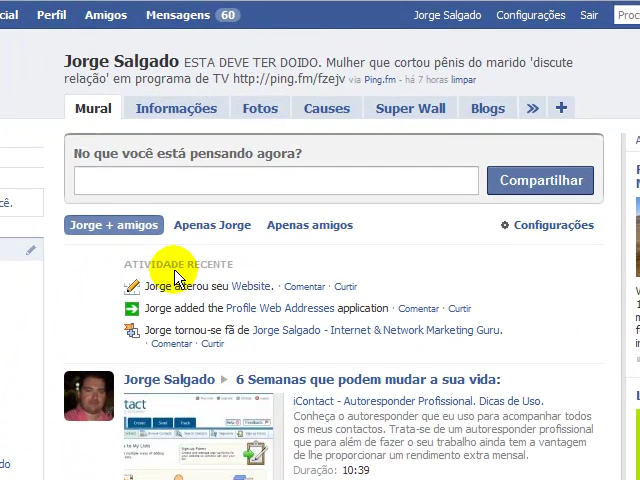 cial Perfil Amigos Mensagens 60 Jorge Salgado Configurações Sair Proc
Jorge Salgado ESTA DEVE TER DOIDO. Mulher que cortou pênis do marido 'discute
relação' em programa de TV http://ping.fm/fzejv via Ping.fm - há 7 horas limpar
Mural Informações Fotos Causes Super Wall Blogs » +
No que você está pensando agora?
Compartilhar
cê.
Jorge + amigos Apenas Jorge Apenas amigos Configurações
ATIVIDADE RECENTE
Jorge alterou seu Website. · Comentar · Curtir
Jorge added the Profile Web Addresses application · Comentar · Curtir
Jorge tornou-se fã de Jorge Salgado - Internet & Network Marketing Guru.
· Comentar · Curtir
Jorge Salgado 6 Semanas que podem mudar a sua vida:
iContact - Autoresponder Profissional. Dicas de Uso.
Conheça o autoresponder que eu uso para acompanhar todos
os meus contactos. Trata-se de um autoresponder profissional
que para além de fazer o seu trabalho ainda tem a vantagem
de lhe proporcionar um rendimento extra mensal.
Duração: 10:39
do